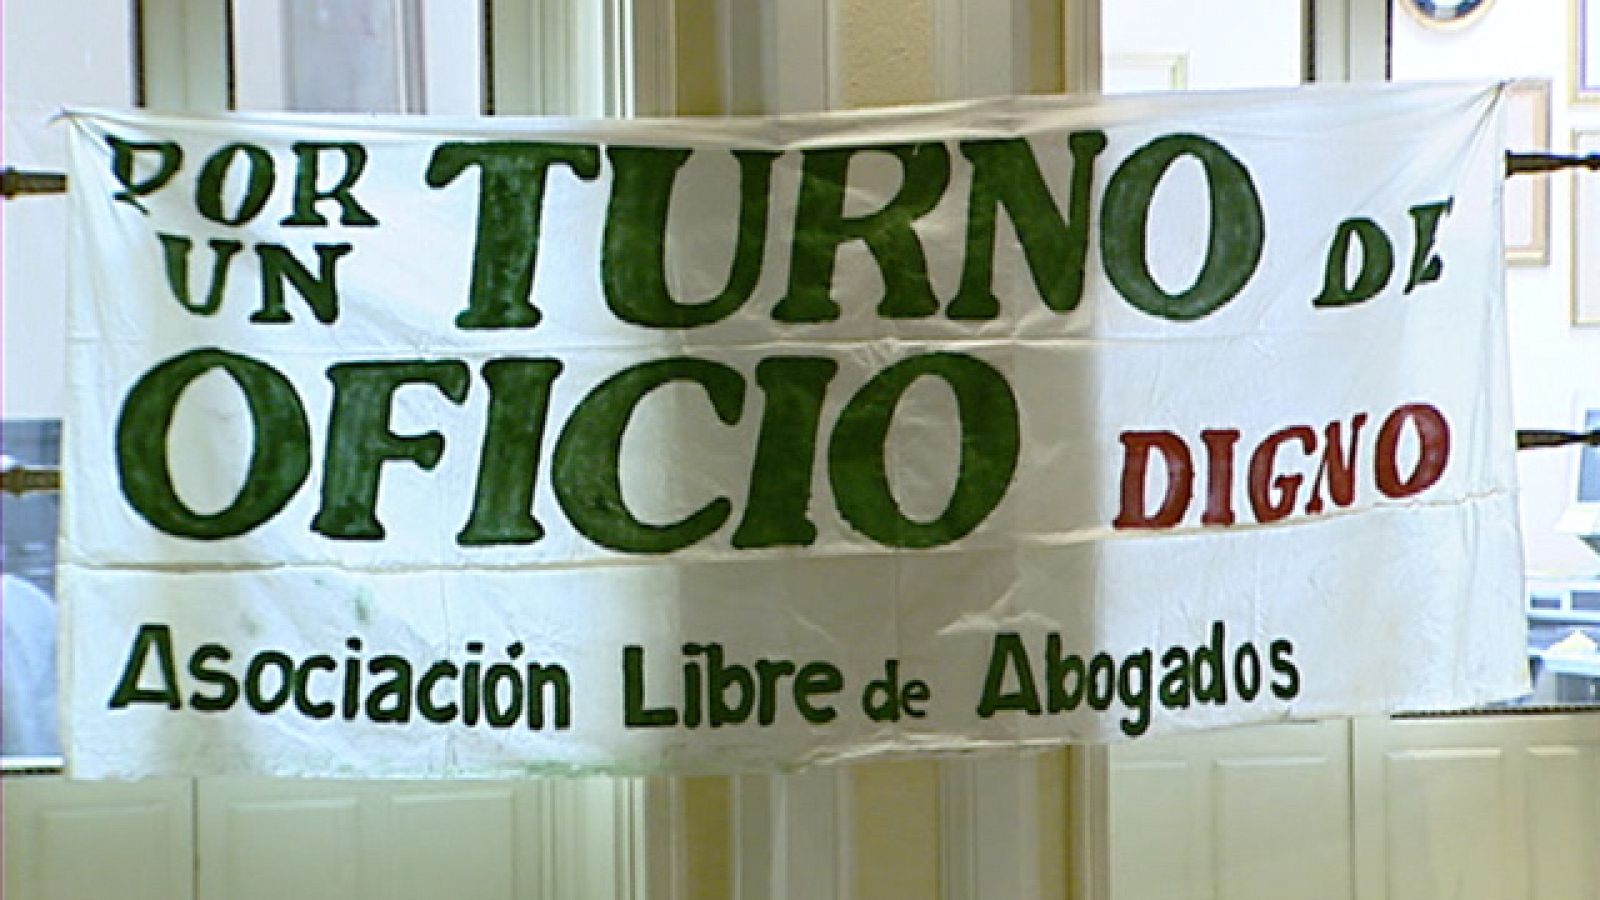 POR TURNO DE
UN
OFICIO DIGNO
Asociación Libre de Abogados